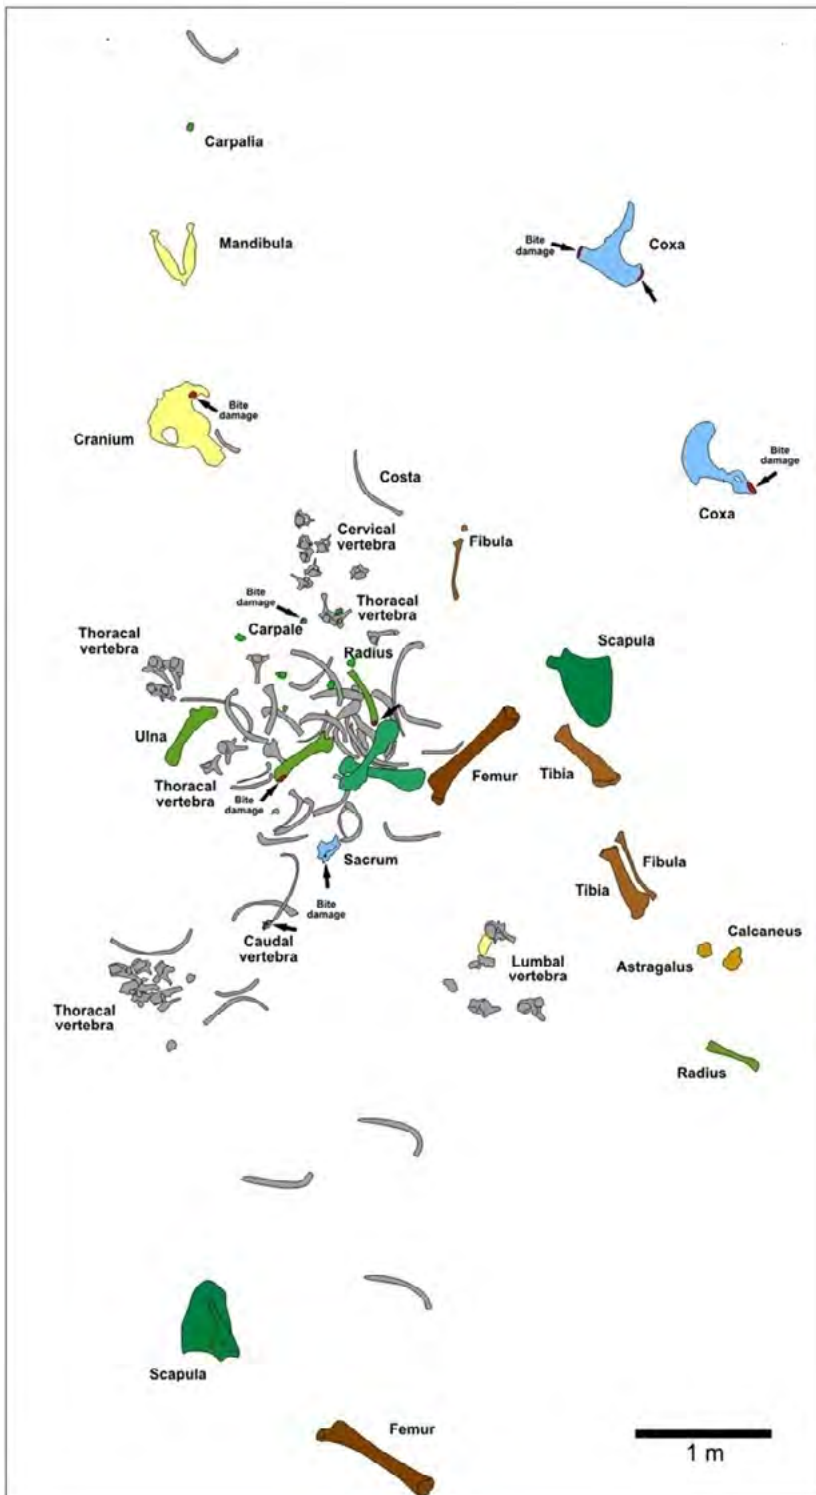 Carpalia
Mandibula
Bite
damage
Coxa
Bite
damage
Cranium
Bite
damage
Coxa
Costa
Cervical
vertebra
Fibula
Bite
damage
Thoracal
vertebra
Carpale
Thoracal
vertebra
Radius
Scapula
Ulna
Thoracal
vertebra
Bite
damage
Femur
Tibia
Sacrum
Fibula
Tibia
Bite
damage
Caudal
vertebra
Calcaneus
Astragalus
Lumbal
vertebra
Thoracal
vertebra
Radius
Scapula
Femur
1 m